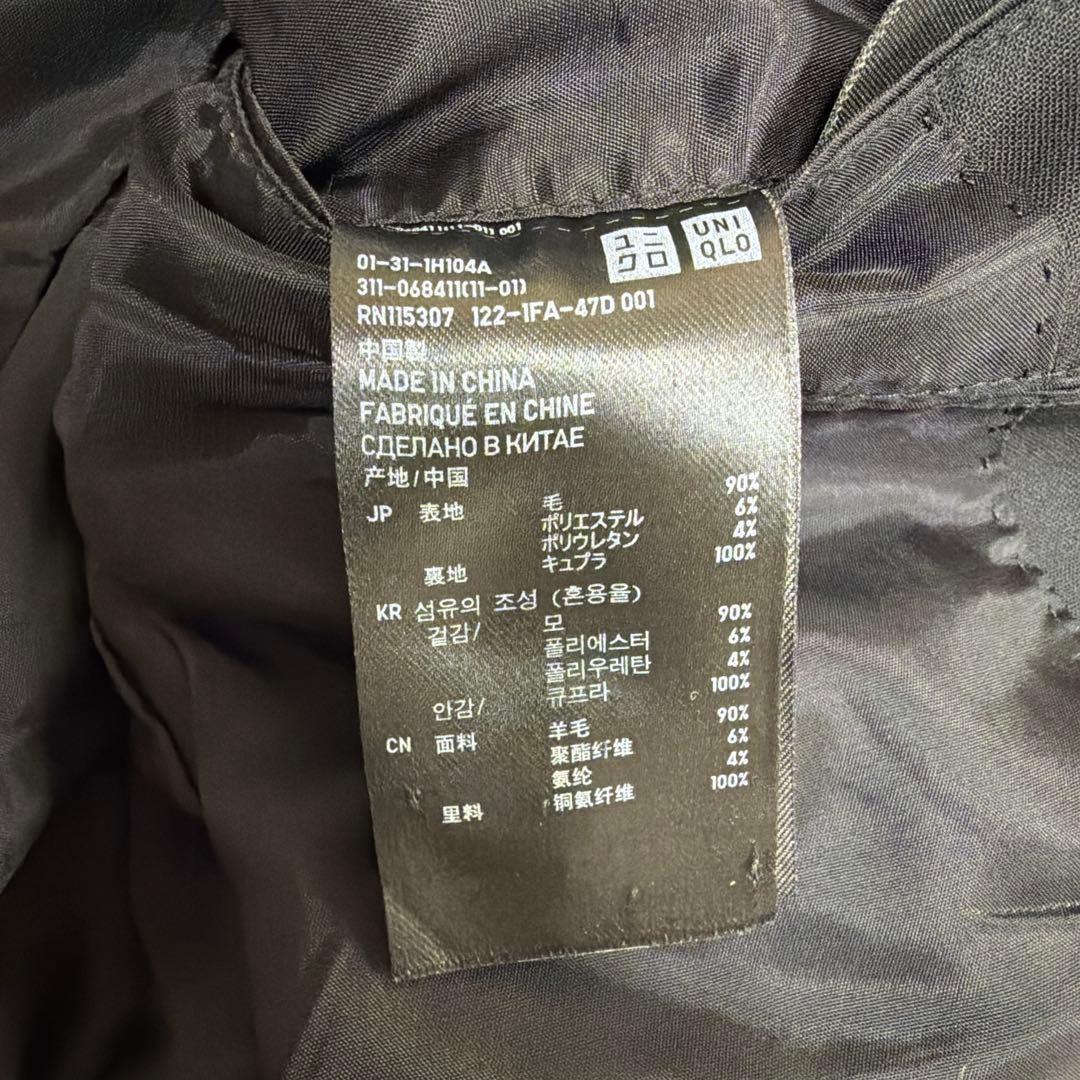 ユニクロ
UNIQLO
01-31-1H104A
311-068411(11-01)
RN115307 122-1FA-47D 001
中国製
MADE IN CHINA
FABRIQUÉ EN CHINE
СДЕЛАНО В КИТАЕ
产地/中国
JP 表地 毛 90%
ポリエステル 6%
ポリウレタン 4%
裏地 キュプラ 100%
KR 섬유의 조성 (혼용율)
겉감/ 모 90%
폴리에스터 6%
폴리우레탄 4%
안감/ 큐프라 100%
CN 面料 羊毛 90%
聚酯纤维 6%
氨纶 4%
里料 铜氨纤维 100%